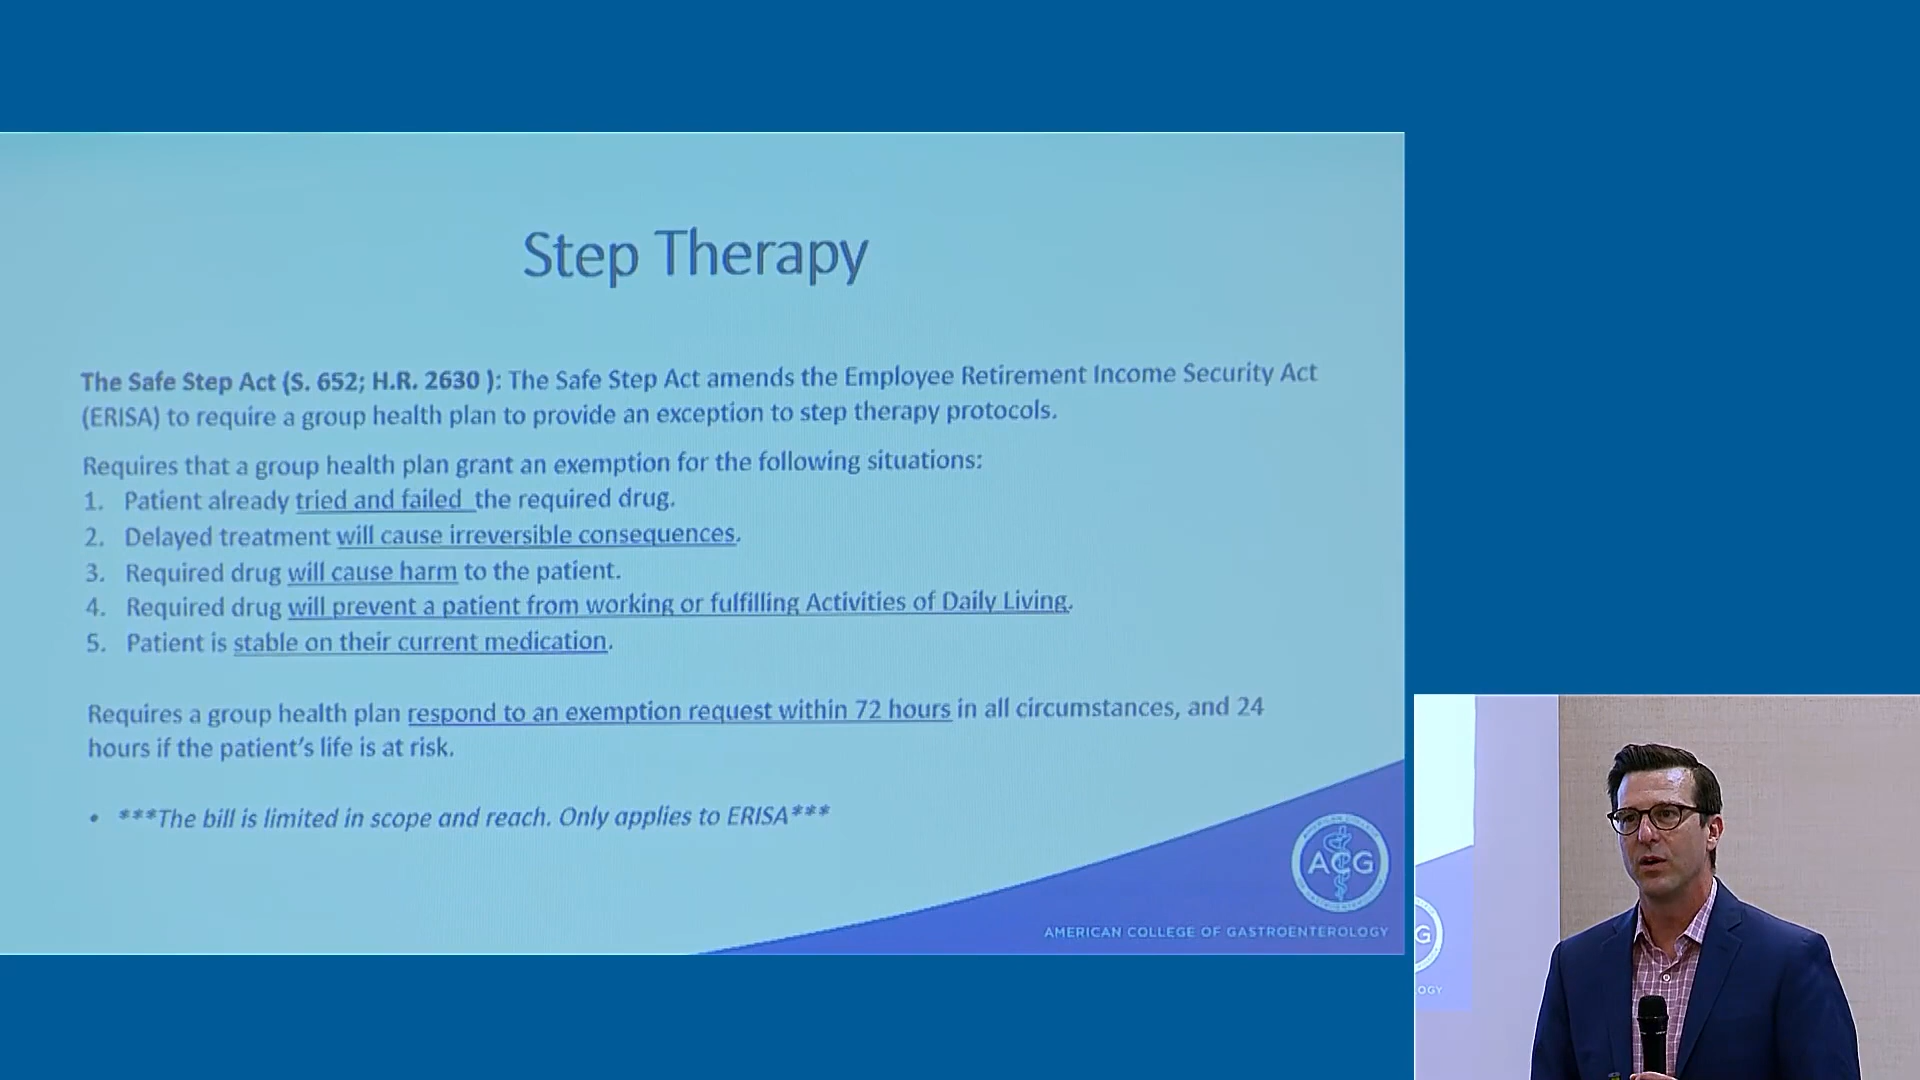 Step Therapy
The Safe Step Act (S. 652; H.R. 2630 ): The Safe Step Act amends the Employee Retirement Income Security Act
(ERISA) to require a group health plan to provide an exception to step therapy protocols.
Requires that a group health plan grant an exemption for the following situations:
1. Patient already tried and failed the required drug.
2. Delayed treatment will cause irreversible consequences.
3. Required drug will cause harm to the patient.
4. Required drug will prevent a patient from working or fulfilling Activities of Daily Living.
5. Patient is stable on their current medication.
Requires a group health plan respond to an exemption request within 72 hours in all circumstances, and 24
hours if the patient's life is at risk.
• ***The bill is limited in scope and reach. Only applies to ERISA***
ACG
AMERICAN COLLEGE OF GASTROENTEROLOGY
G
OGY